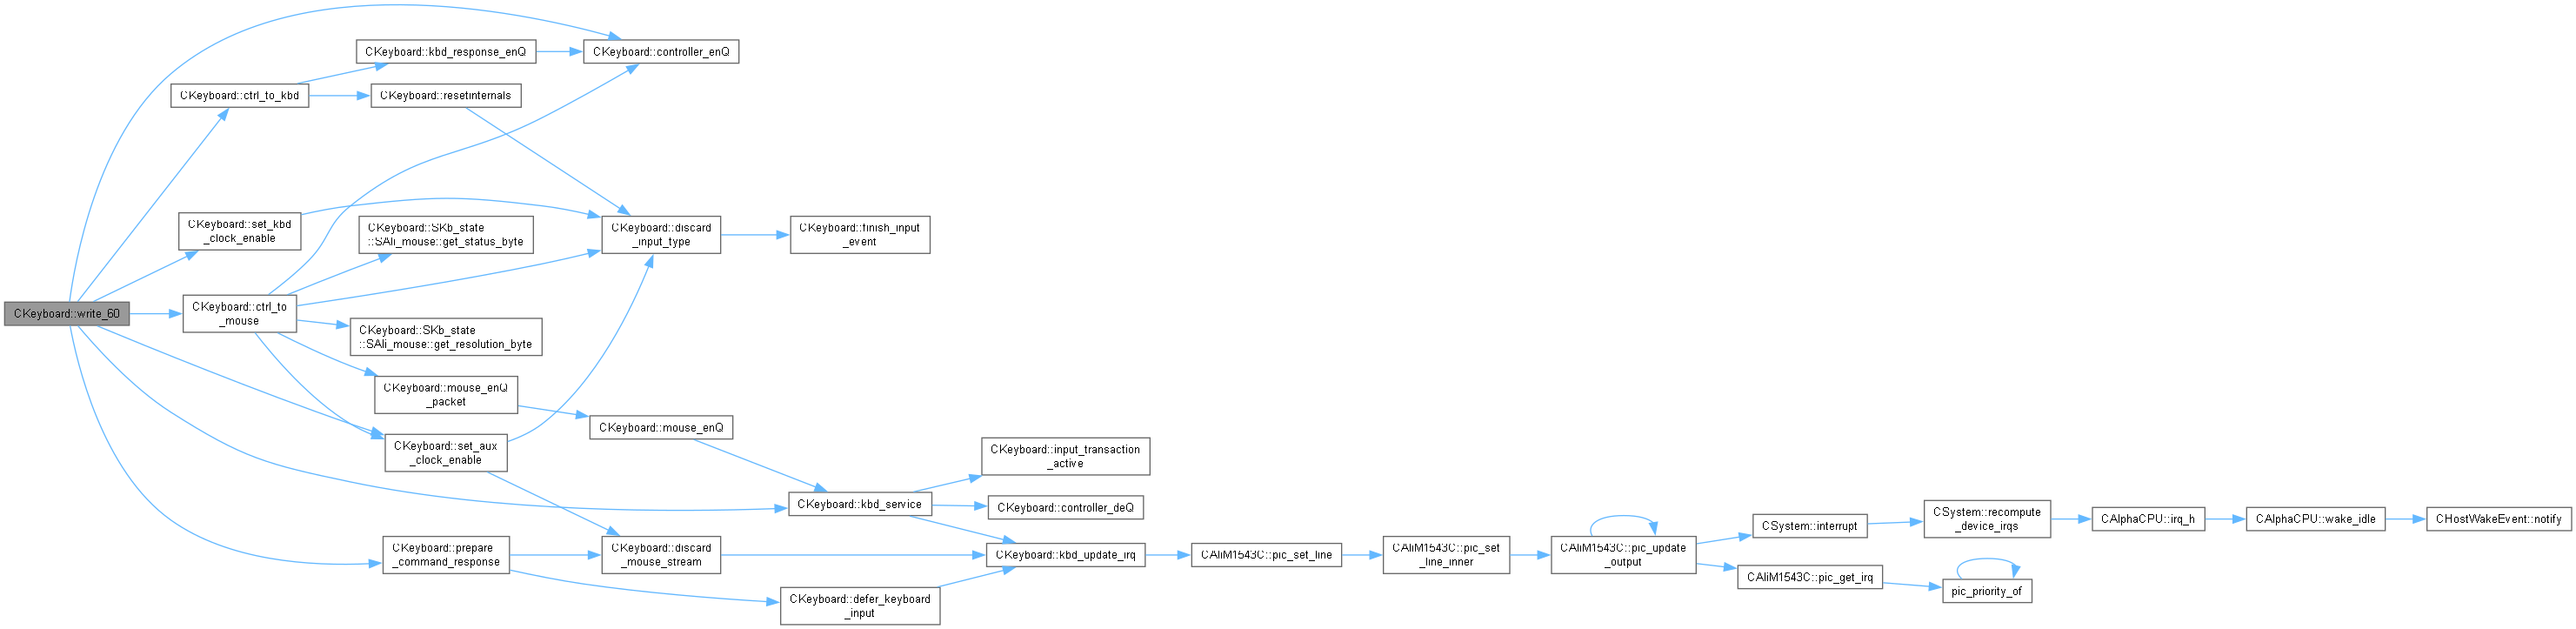 CKeyboard::write_60
CKeyboard::ctrl_to_kbd
CKeyboard::kbd_response_enQ
CKeyboard::controller_enQ
CKeyboard::resetinternals
CKeyboard::set_kbd
_clock_enable
CKeyboard::SKb_state
::SAli_mouse::get_status_byte
CKeyboard::discard
_input_type
CKeyboard::finish_input
_event
CKeyboard::ctrl_to
_mouse
CKeyboard::SKb_state
::SAli_mouse::get_resolution_byte
CKeyboard::mouse_enQ
_packet
CKeyboard::mouse_enQ
CKeyboard::set_aux
_clock_enable
CKeyboard::input_transaction
_active
CKeyboard::kbd_service
CKeyboard::controller_deQ
CKeyboard::prepare
_command_response
CKeyboard::discard
_mouse_stream
CKeyboard::defer_keyboard
_input
CKeyboard::kbd_update_irq
CAliM1543C::pic_set_line
CAliM1543C::pic_set
_line_inner
CAliM1543C::pic_update
_output
CSystem::interrupt
CSystem::recompute
_device_irqs
CAlphaCPU::irq_h
CAlphaCPU::wake_idle
CHostWakeEvent::notify
CAliM1543C::pic_get_irq
pic_priority_of